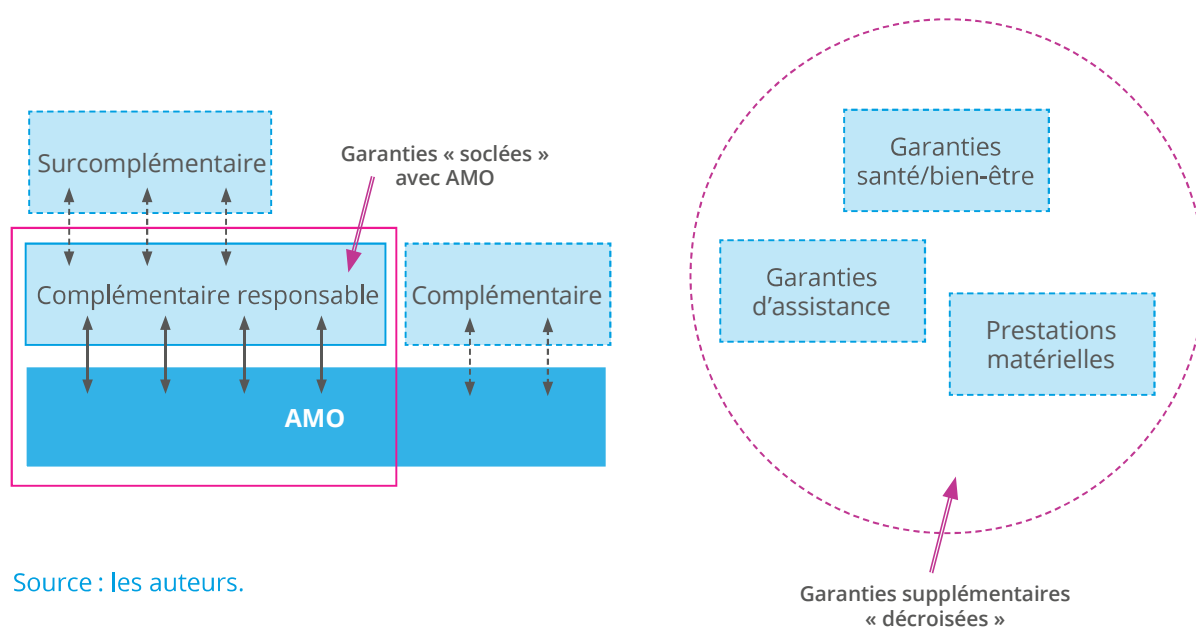 Surcomplémentaire
Garanties « soclées »
avec AMO
Complémentaire responsable
Complémentaire
AMO
Garanties
santé/bien-être
Garanties
d’assistance
Prestations
matérielles
Garanties supplémentaires
« décroisées »
Source : les auteurs.